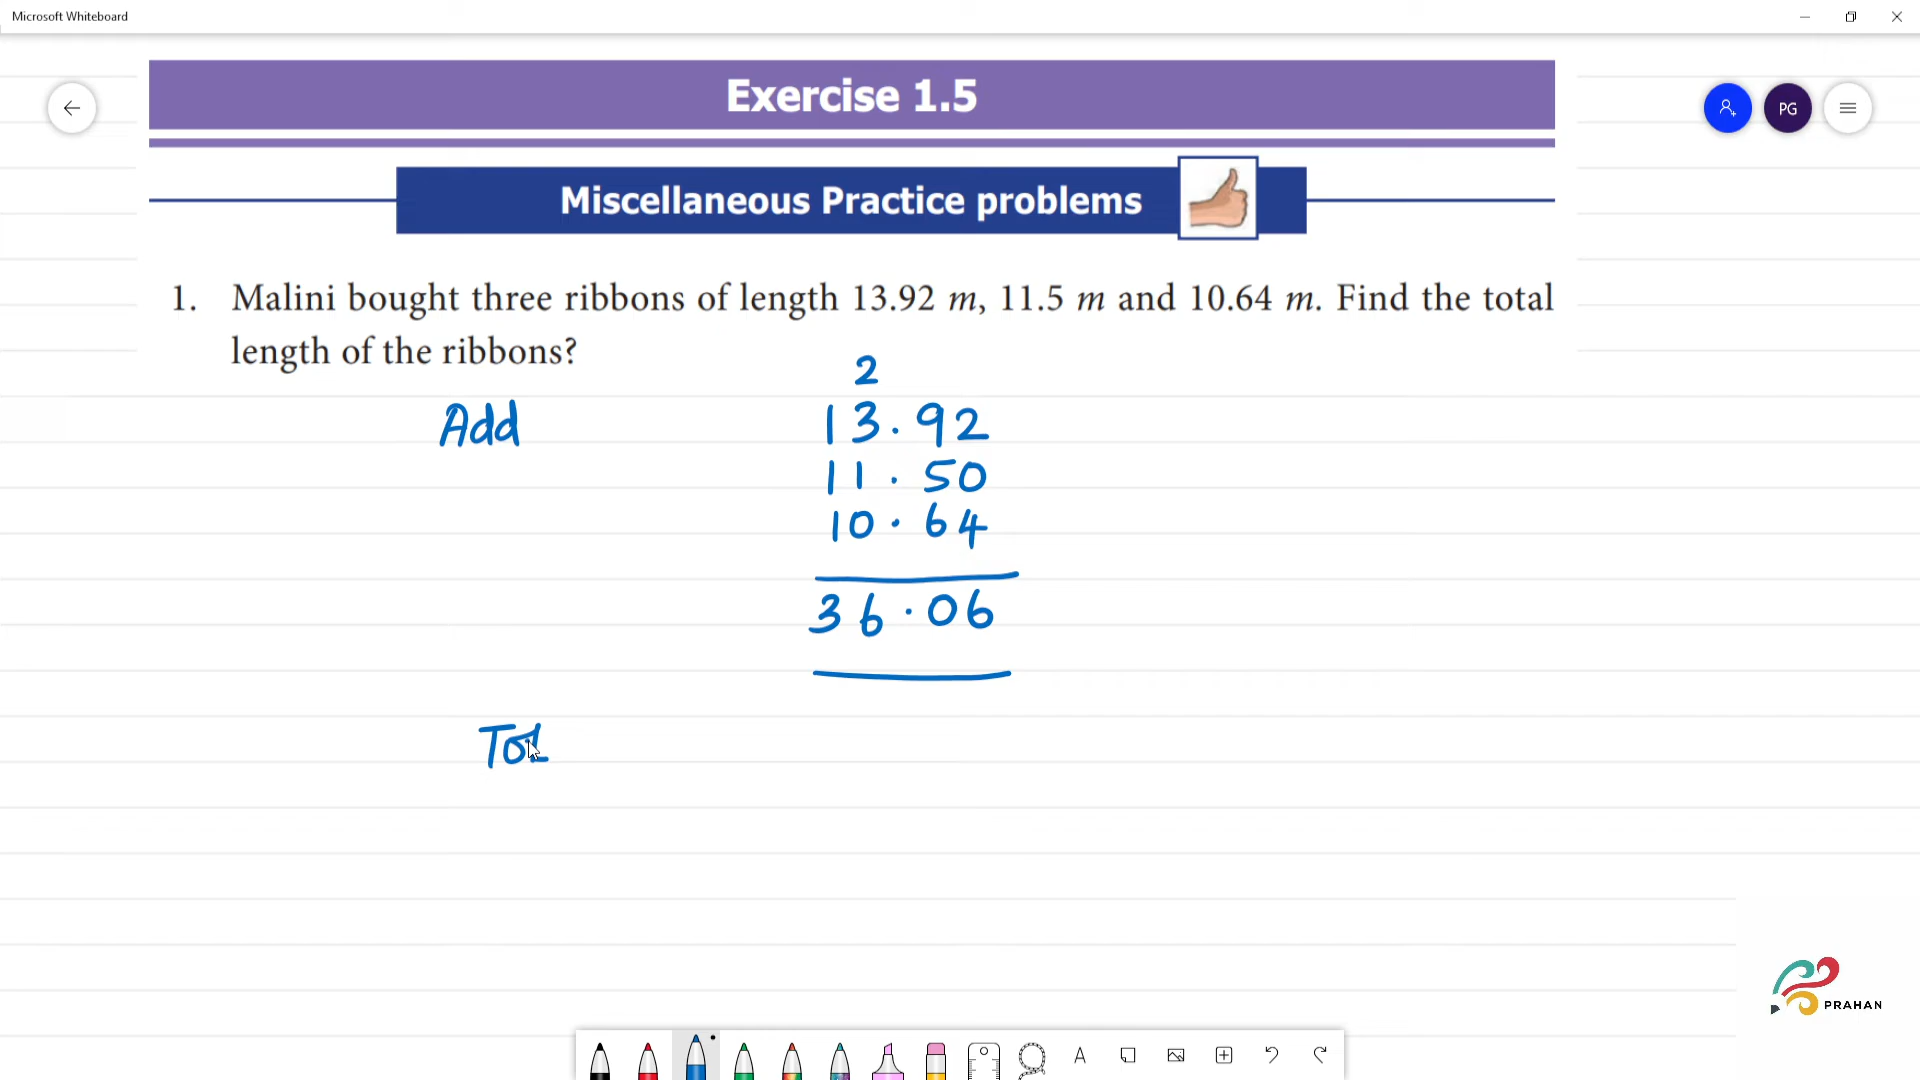 Microsoft Whiteboard
Exercise 1.5
PG
Miscellaneous Practice problems
1. Malini bought three ribbons of length 13.92 m, 11.5 m and 10.64 m. Find the total
length of the ribbons?
2
Add 13.92
11.50
10.64
36.06
Tot
PRAHAN
A